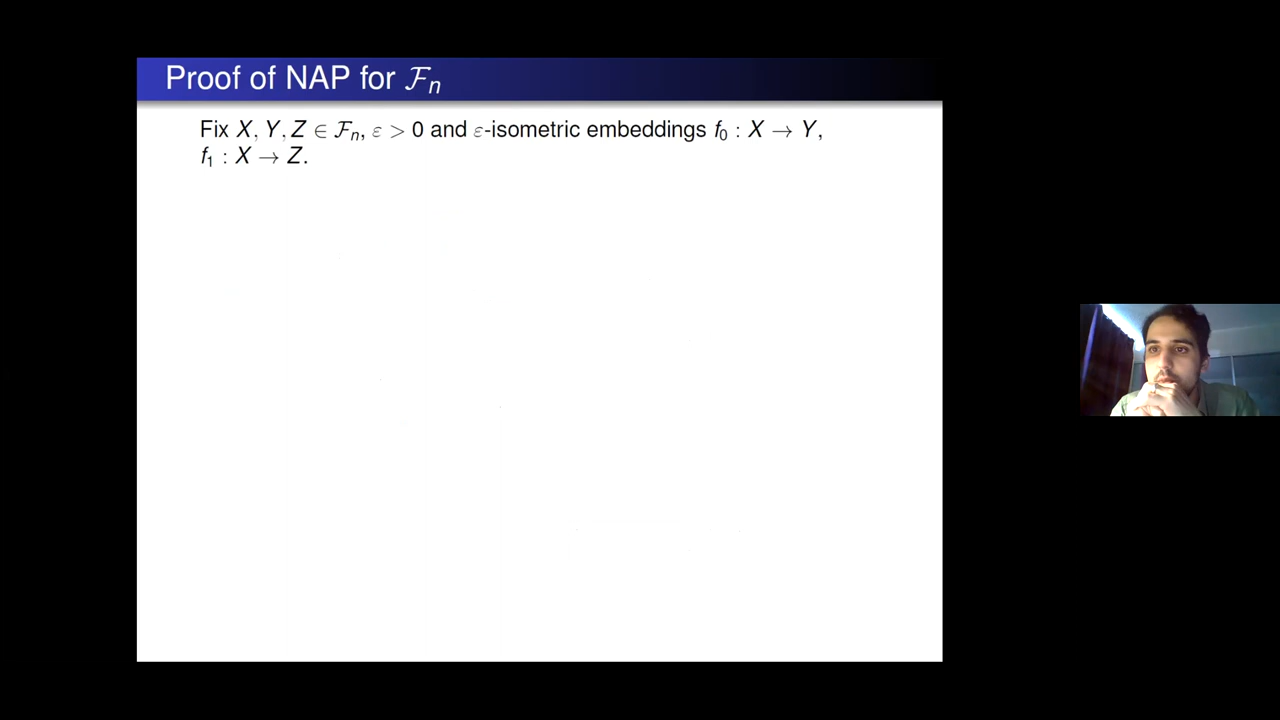 Proof of NAP for ℱₙ
Fix X, Y, Z ∈ ℱₙ, ε > 0 and ε-isometric embeddings f₀ : X → Y,
f₁ : X → Z.